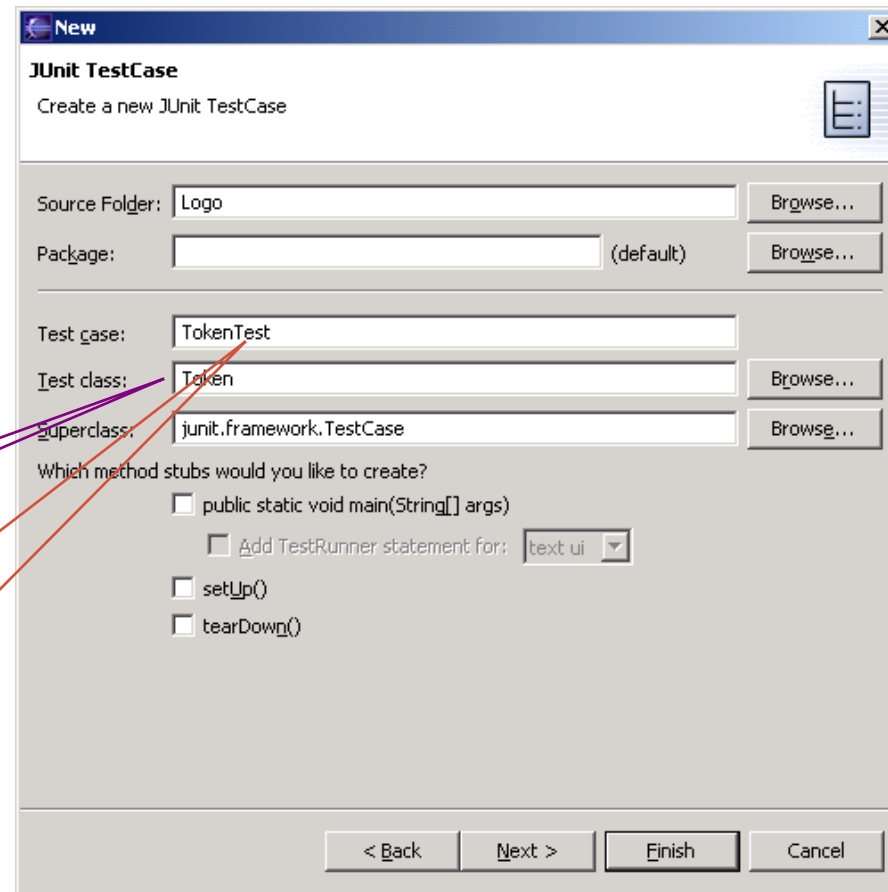 New
JUnit TestCase
Create a new JUnit TestCase
Source Folder: Logo Browse...
Package: (default) Browse...
Test case: TokenTest
Test class: Token Browse...
Superclass: junit.framework.TestCase Browse...
Which method stubs would you like to create?
public static void main(String[] args)
Add TestRunner statement for: text ui
setUp()
tearDown()
< Back Next > Finish Cancel